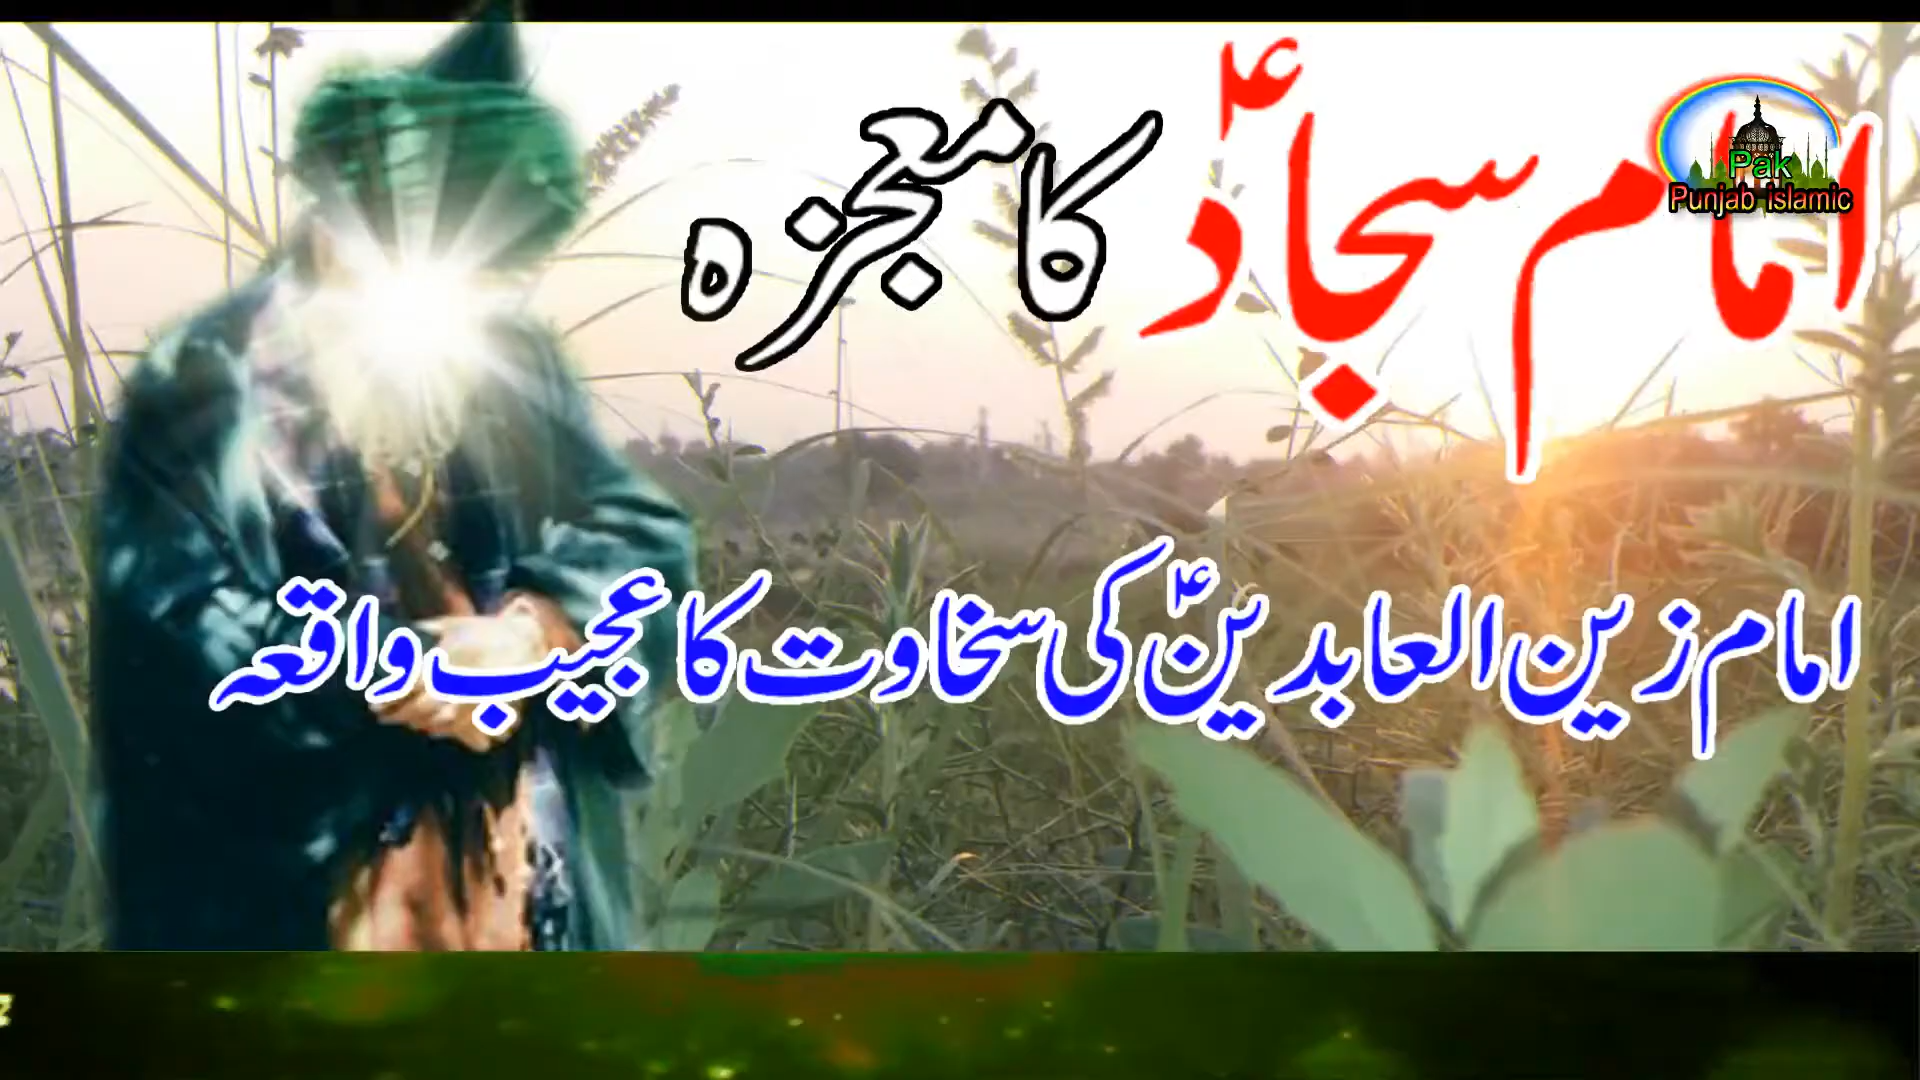 امام سجادؑ کا معجزہ
Pak
Punjab islamic
امام زین العابدینؑ کی سخاوت کا عجیب واقعہ